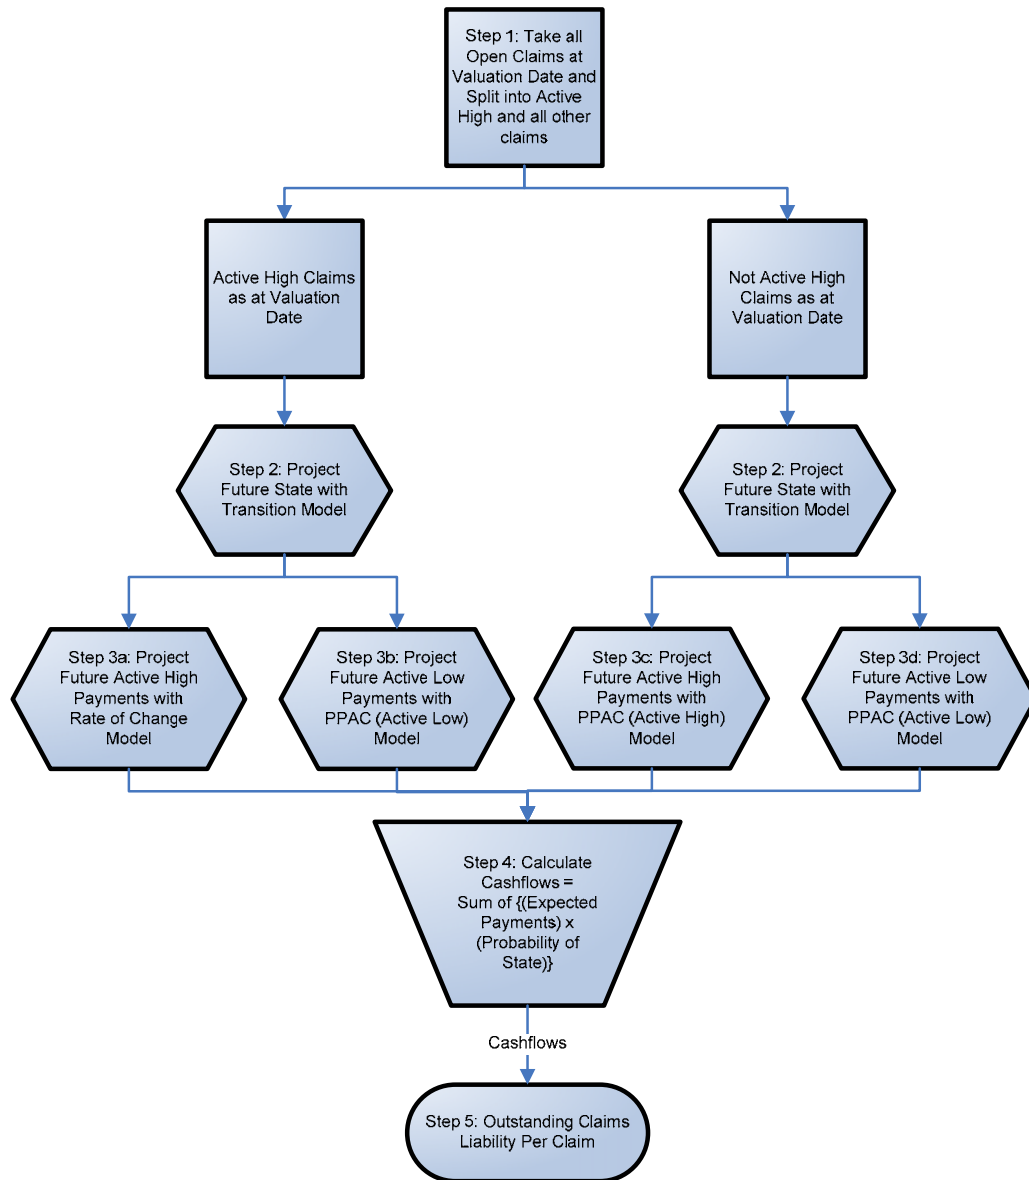 Step 1: Take all
Open Claims at
Valuation Date and
Split into Active
High and all other
claims
Active High Claims
as at Valuation
Date
Not Active High
Claims as at
Valuation Date
Step 2: Project
Future State with
Transition Model
Step 2: Project
Future State with
Transition Model
Step 3a: Project
Future Active High
Payments with
Rate of Change
Model
Step 3b: Project
Future Active Low
Payments with
PPAC (Active Low)
Model
Step 3c: Project
Future Active High
Payments with
PPAC (Active High)
Model
Step 3d: Project
Future Active Low
Payments with
PPAC (Active Low)
Model
Step 4: Calculate
Cashflows =
Sum of {(Expected
Payments) x
(Probability of
State)}
Cashflows
Step 5: Outstanding Claims
Liability Per Claim